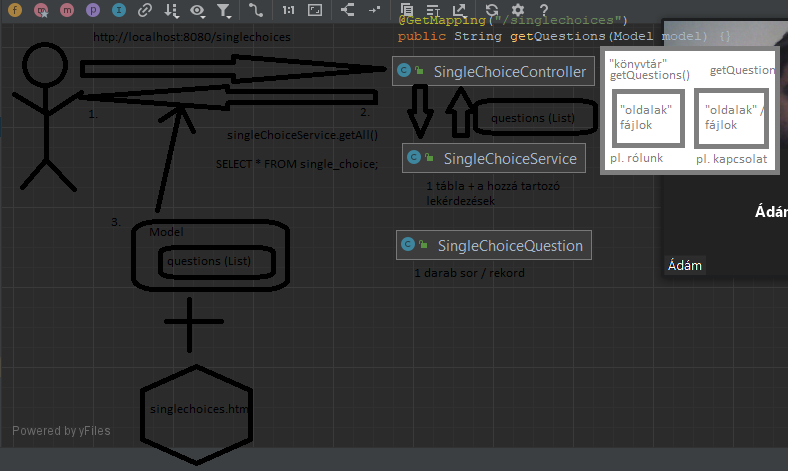 @GetMapping("/singlechoices")
http://localhost:8080/singlechoices
public String getQuestions(Model model) {}
"könyvtár"
getQuestions()
getQuestion
SingleChoiceController
"oldalak"
fájlok
"oldalak" /
fájlok
1.
2.
questions (List)
singleChoiceService.getAll()
SingleChoiceService
pl. rólunk
pl. kapcsolat
SELECT * FROM single_choice;
1 tábla + a hozzá tartozó
lekérdezések
Ádár
3.
Model
questions (List)
SingleChoiceQuestion
1 darab sor / rekord
Ádám
singlechoices.htm
Powered by yFiles
1:1